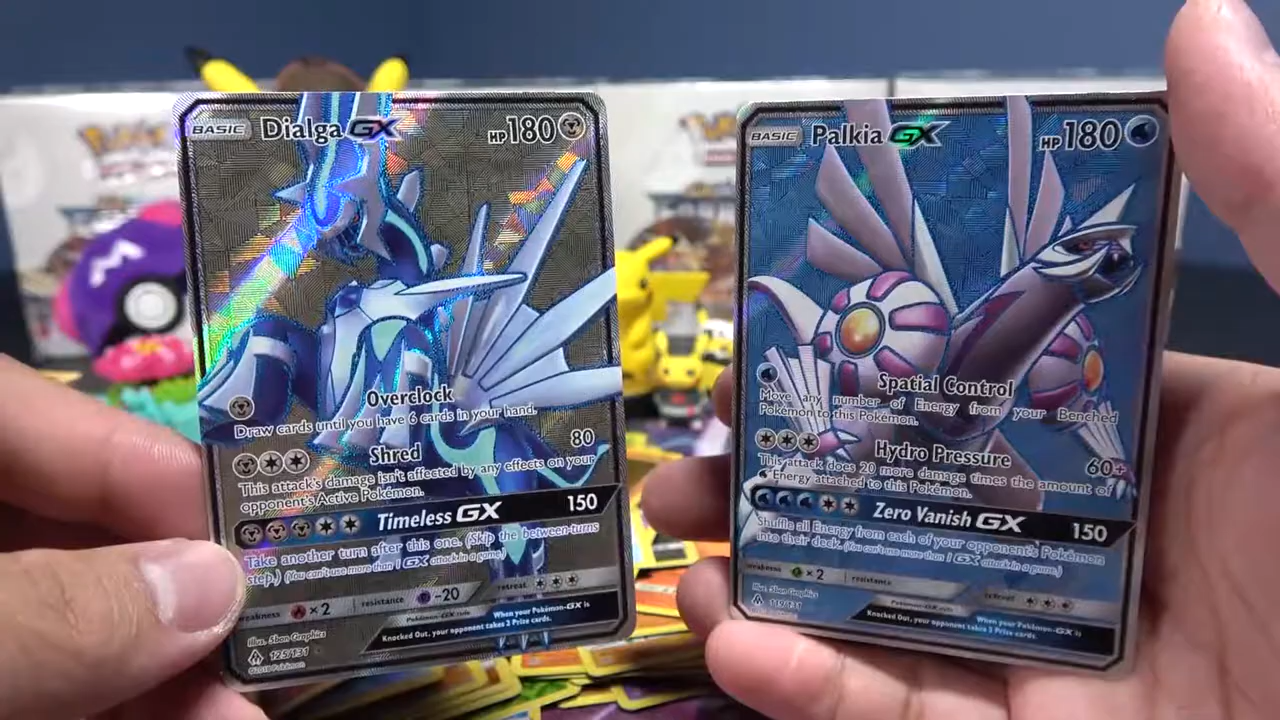 BASIC Dialga GX HP 180
Overclock
Draw cards until you have 6 cards in your hand.
Shred 80
This attack's damage isn't affected by any effects on your
opponent's Active Pokémon.
Timeless GX 150
Take another turn after this one. (Skip the between-turns
step.) (You can't use more than 1 GX attack in a game.)
weakness ×2 resistance -20 retreat
When your Pokémon-GX is
Knocked Out, your opponent takes 2 Prize cards.
Illus. 5ban Graphics
125/131
©2018 Pokémon
BASIC Palkia GX HP 180
Spatial Control
Move any number of Energy from your Benched
Pokémon to this Pokémon.
Hydro Pressure 60+
This attack does 20 more damage times the amount of
Energy attached to this Pokémon.
Zero Vanish GX 150
Shuffle all Energy from each of your opponent's Pokémon
into their deck. (You can't use more than 1 GX attack in a game.)
weakness ×2 resistance retreat
When your Pokémon-GX is
Knocked Out, your opponent takes 2 Prize cards.
Illus. 5ban Graphics
119/131